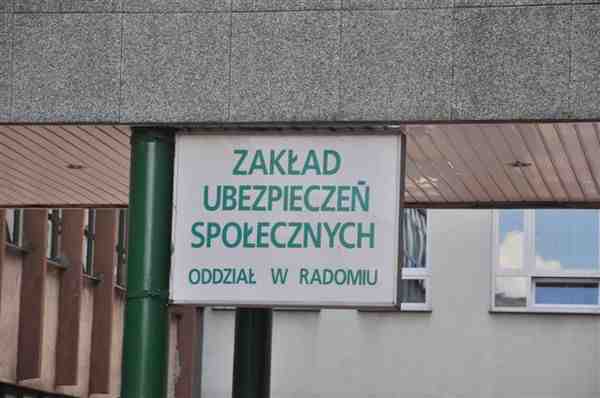 ZAKŁAD
UBEZPIECZEŃ
SPOŁECZNYCH
ODDZIAŁ W RADOMIU